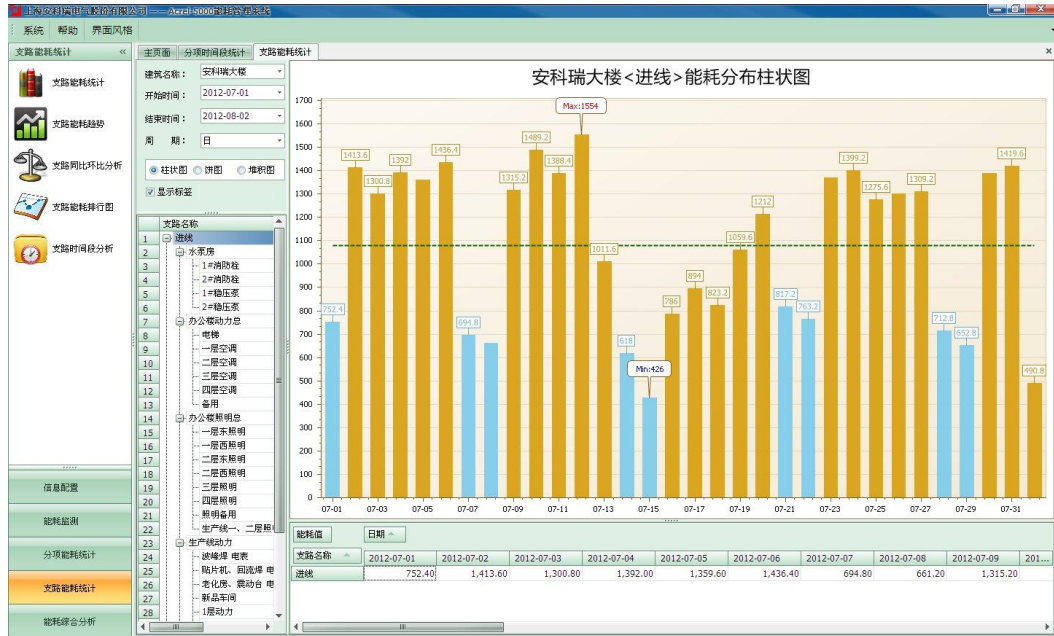 上海安科瑞电气股份有限公司 —— Acrel-5000能耗管理系统
系统 帮助 界面风格
支路能耗统计 «
支路能耗统计
支路能耗趋势
支路同比环比分析
支路能耗排行图
支路时间段分析
信息配置
能耗监测
分项能耗统计
支路能耗统计
能耗综合分析
主页面 分项时间段统计 支路能耗统计
建筑名称： 安科瑞大楼
开始时间： 2012-07-01
结束时间： 2012-08-02
周 期： 日
柱状图 饼图 堆积图
显示标签
支路名称
1 进线
2 水泵房
3 1#消防栓
4 2#消防栓
5 1#稳压泵
6 2#稳压泵
7 办公楼动力总
8 电梯
9 一层空调
10 二层空调
11 三层空调
12 四层空调
13 备用
14 办公楼照明总
15 一层东照明
16 一层西照明
17 二层东照明
18 二层西照明
19 三层照明
20 四层照明
21 照明备用
22 生产线一、二层照
23 生产线动力
24 波峰焊 电表
25 贴片机、回流焊 电
26 老化房、震动台 电
27 新品车间
28 1层动力
安科瑞大楼<进线>能耗分布柱状图
1700
1600
1500
1400
1300
1200
1100
1000
900
800
700
600
500
400
300
200
100
0
752.4
1413.6
1300.8
1392
1436.4
694.8
1315.2
1489.2
1388.4
Max:1554
1011.6
618
Min:426
786
894
823.2
1059.6
1212
817.2
763.2
1399.2
1275.6
1309.2
712.8
652.8
1419.6
490.8
07-01 07-03 07-05 07-07 07-09 07-11 07-13 07-15 07-17 07-19 07-21 07-23 07-25 07-27 07-29 07-31
能耗值 日期
支路名称 2012-07-01 2012-07-02 2012-07-03 2012-07-04 2012-07-05 2012-07-06 2012-07-07 2012-07-08 2012-07-09 201...
进线 752.40 1,413.60 1,300.80 1,392.00 1,359.60 1,436.40 694.80 661.20 1,315.20